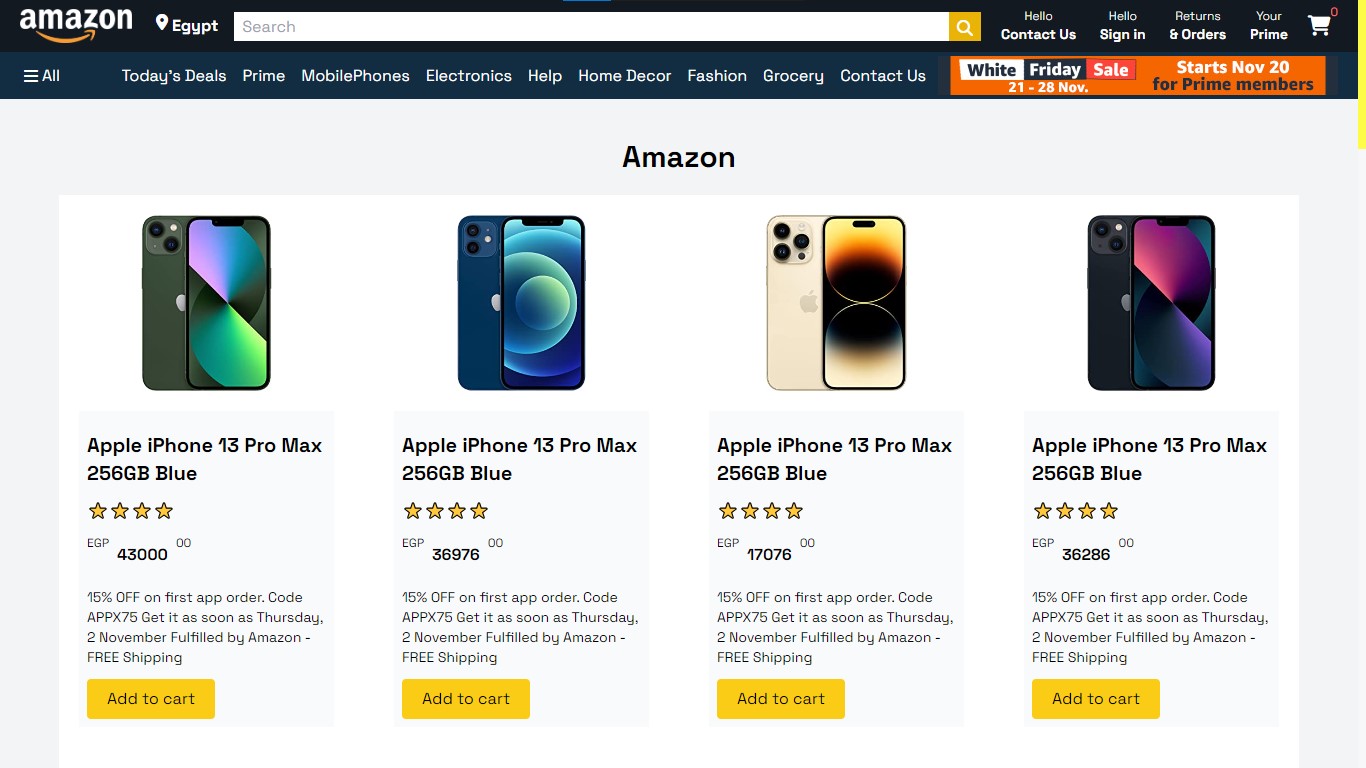 amazon
Egypt
Search
Hello
Contact Us
Hello
Sign in
Returns
& Orders
Your
Prime
0
All
Today's Deals
Prime
MobilePhones
Electronics
Help
Home Decor
Fashion
Grocery
Contact Us
White Friday Sale
21 - 28 Nov.
Starts Nov 20
for Prime members
Amazon
Apple iPhone 13 Pro Max
256GB Blue
EGP 43000 00
15% OFF on first app order. Code
APPX75 Get it as soon as Thursday,
2 November Fulfilled by Amazon -
FREE Shipping
Add to cart
Apple iPhone 13 Pro Max
256GB Blue
EGP 36976 00
15% OFF on first app order. Code
APPX75 Get it as soon as Thursday,
2 November Fulfilled by Amazon -
FREE Shipping
Add to cart
Apple iPhone 13 Pro Max
256GB Blue
EGP 17076 00
15% OFF on first app order. Code
APPX75 Get it as soon as Thursday,
2 November Fulfilled by Amazon -
FREE Shipping
Add to cart
Apple iPhone 13 Pro Max
256GB Blue
EGP 36286 00
15% OFF on first app order. Code
APPX75 Get it as soon as Thursday,
2 November Fulfilled by Amazon -
FREE Shipping
Add to cart